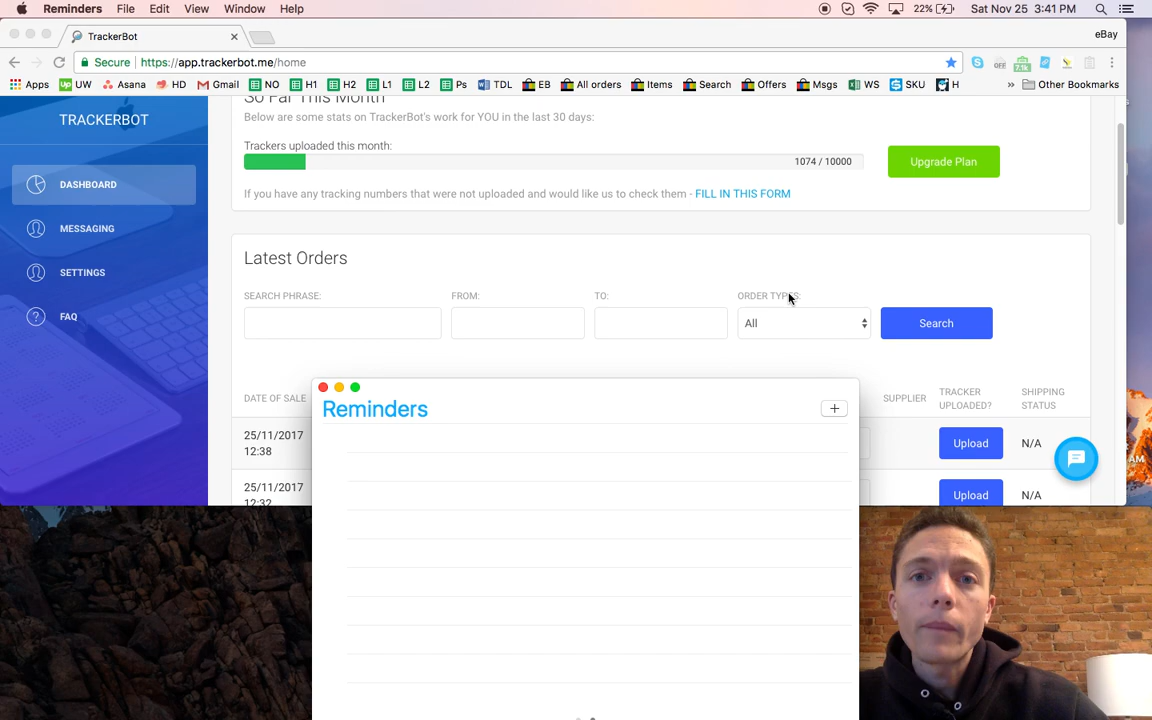 Reminders File Edit View Window Help 22% Sat Nov 25 3:41 PM
TrackerBot eBay
Secure https://app.trackerbot.me/home
Apps UW Asana HD Gmail NO H1 H2 L1 L2 Ps TDL EB All orders Items Search Offers Msgs WS SKU H » Other Bookmarks
TRACKERBOT
DASHBOARD
MESSAGING
SETTINGS
FAQ
So Far This Month
Below are some stats on TrackerBot's work for YOU in the last 30 days:
Trackers uploaded this month:
1074 / 10000
Upgrade Plan
If you have any tracking numbers that were not uploaded and would like us to check them - FILL IN THIS FORM
Latest Orders
SEARCH PHRASE: FROM: TO: ORDER TYPES:
All Search
DATE OF SALE SUPPLIER TRACKER UPLOADED? SHIPPING STATUS
25/11/2017 12:38 Upload N/A
25/11/2017 12:32 Upload N/A
Reminders +